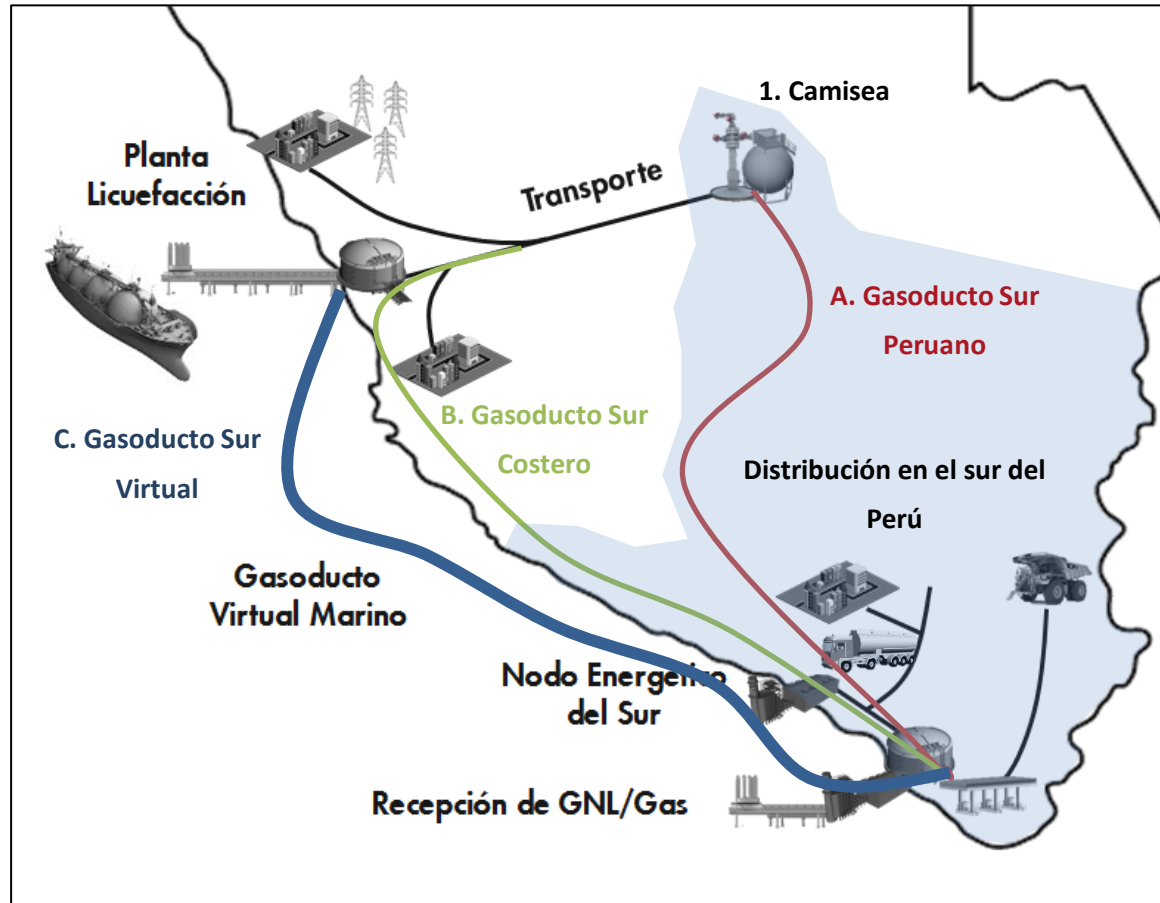 1. Camisea
Planta
Licuefacción
Transporte
A. Gasoducto Sur
Peruano
B. Gasoducto Sur
Costero
C. Gasoducto Sur
Virtual
Distribución en el sur del
Perú
Gasoducto
Virtual Marino
Nodo Energético
del Sur
Recepción de GNL/Gas